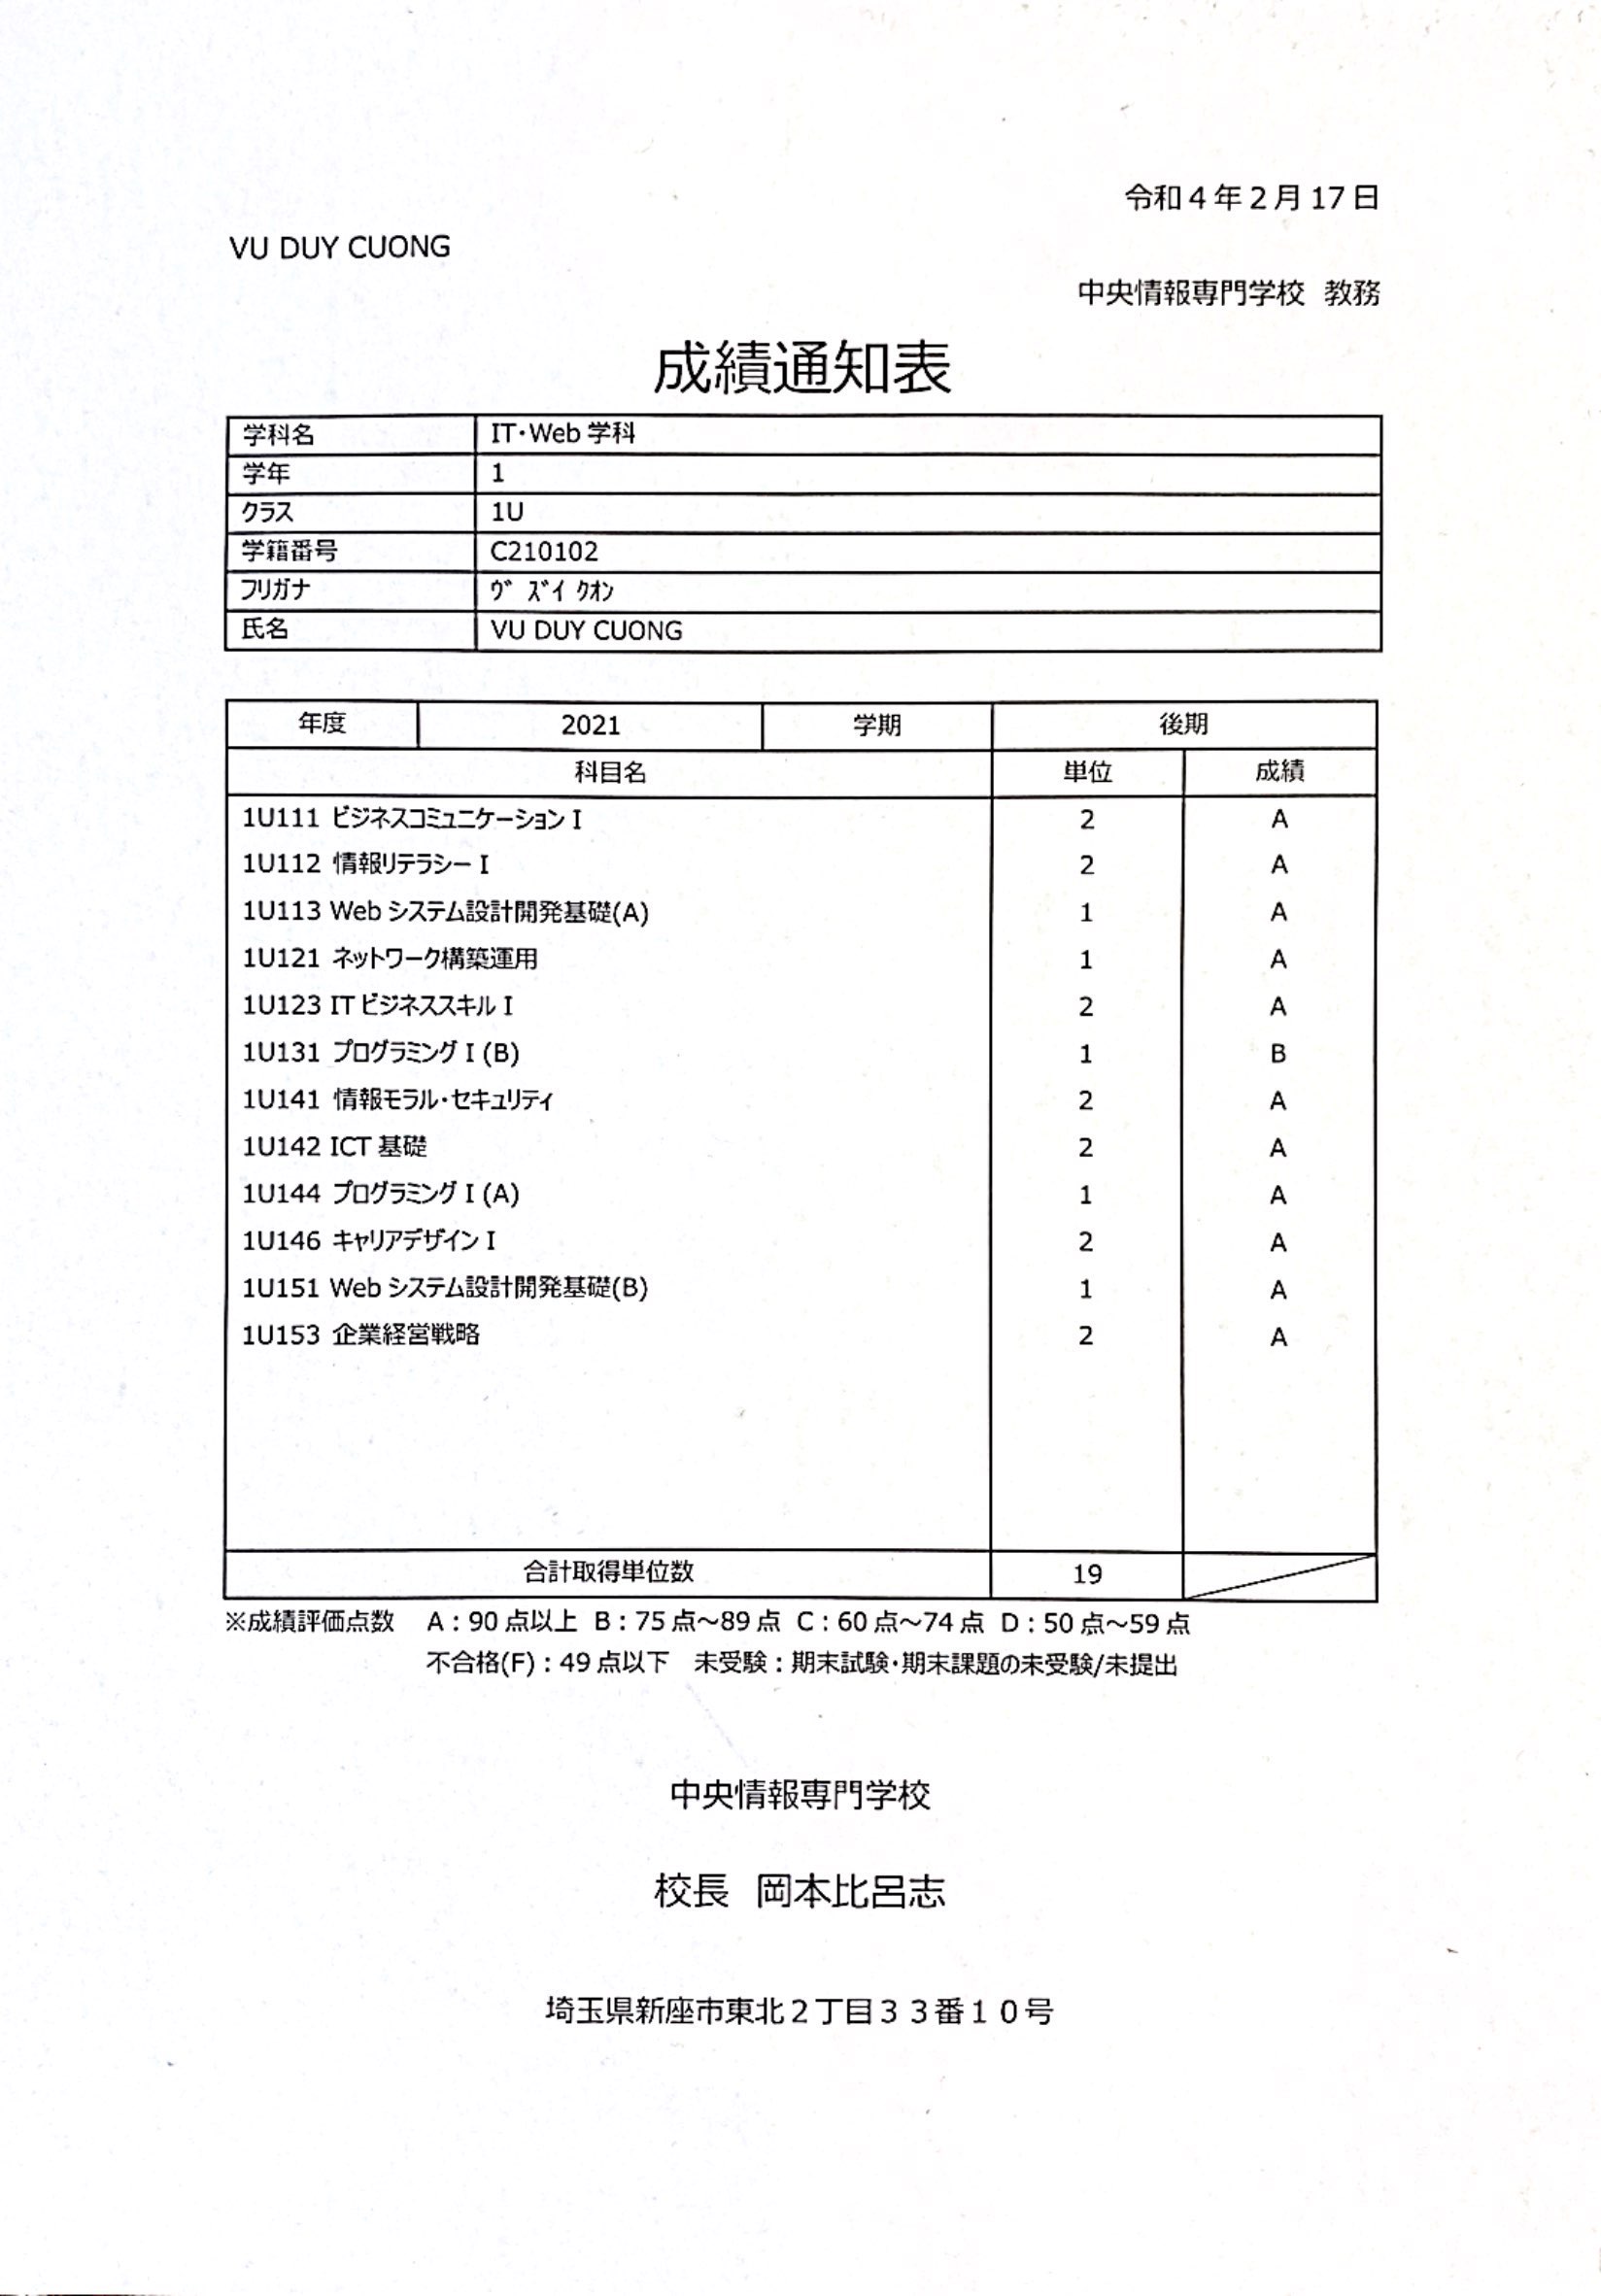 令和４年２月17日
VU DUY CUONG
中央情報専門学校 教務
成績通知表
学科名 IT･Web 学科
学年 1
クラス 1U
学籍番号 C210102
フリガナ ｳﾞ ｽﾞｲ ｸｵﾝ
氏名 VU DUY CUONG
年度 2021 学期 後期
科目名 単位 成績
1U111 ビジネスコミュニケーション I 2 A
1U112 情報リテラシー I 2 A
1U113 Web システム設計開発基礎(A) 1 A
1U121 ネットワーク構築運用 1 A
1U123 IT ビジネススキル I 2 A
1U131 プログラミング I (B) 1 B
1U141 情報モラル･セキュリティ 2 A
1U142 ICT 基礎 2 A
1U144 プログラミング I (A) 1 A
1U146 キャリアデザイン I 2 A
1U151 Web システム設計開発基礎(B) 1 A
1U153 企業経営戦略 2 A
合計取得単位数 19
※成績評価点数 A：90 点以上 B：75 点～89 点 C：60 点～74 点 D：50 点～59 点
不合格(F)：49 点以下 未受験：期末試験･期末課題の未受験/未提出
中央情報専門学校
校長 岡本比呂志
埼玉県新座市東北２丁目３３番１０号